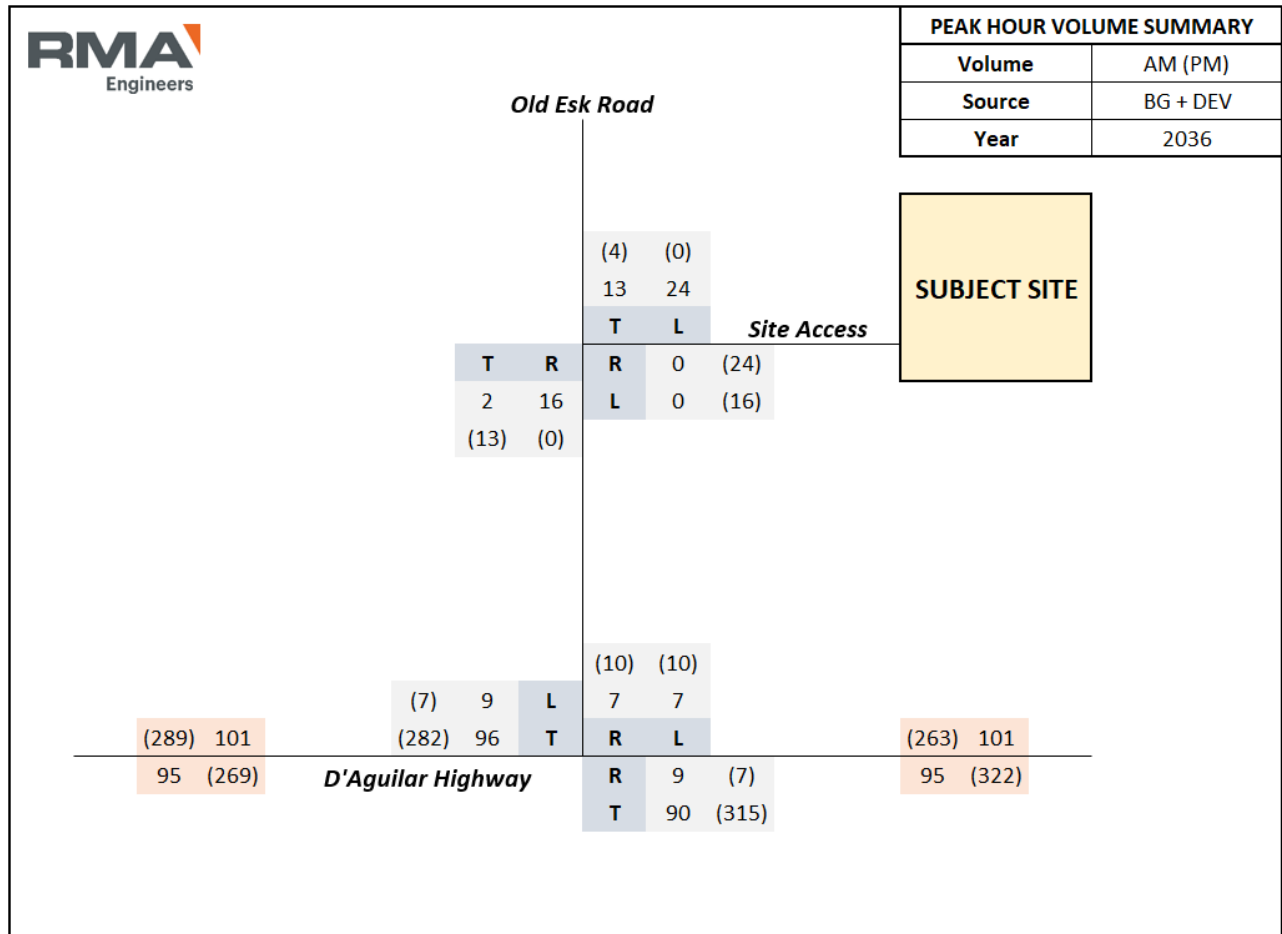 RMA
Engineers
PEAK HOUR VOLUME SUMMARY
Volume AM (PM)
Source BG + DEV
Year 2036
Old Esk Road
SUBJECT SITE
(4) (0)
13 24
T L
Site Access
T R R 0 (24)
2 16 L 0 (16)
(13) (0)
(10) (10)
(7) 9 L 7 7
(289) 101 (282) 96 T R L (263) 101
95 (269) D'Aguilar Highway R 9 (7) 95 (322)
T 90 (315)